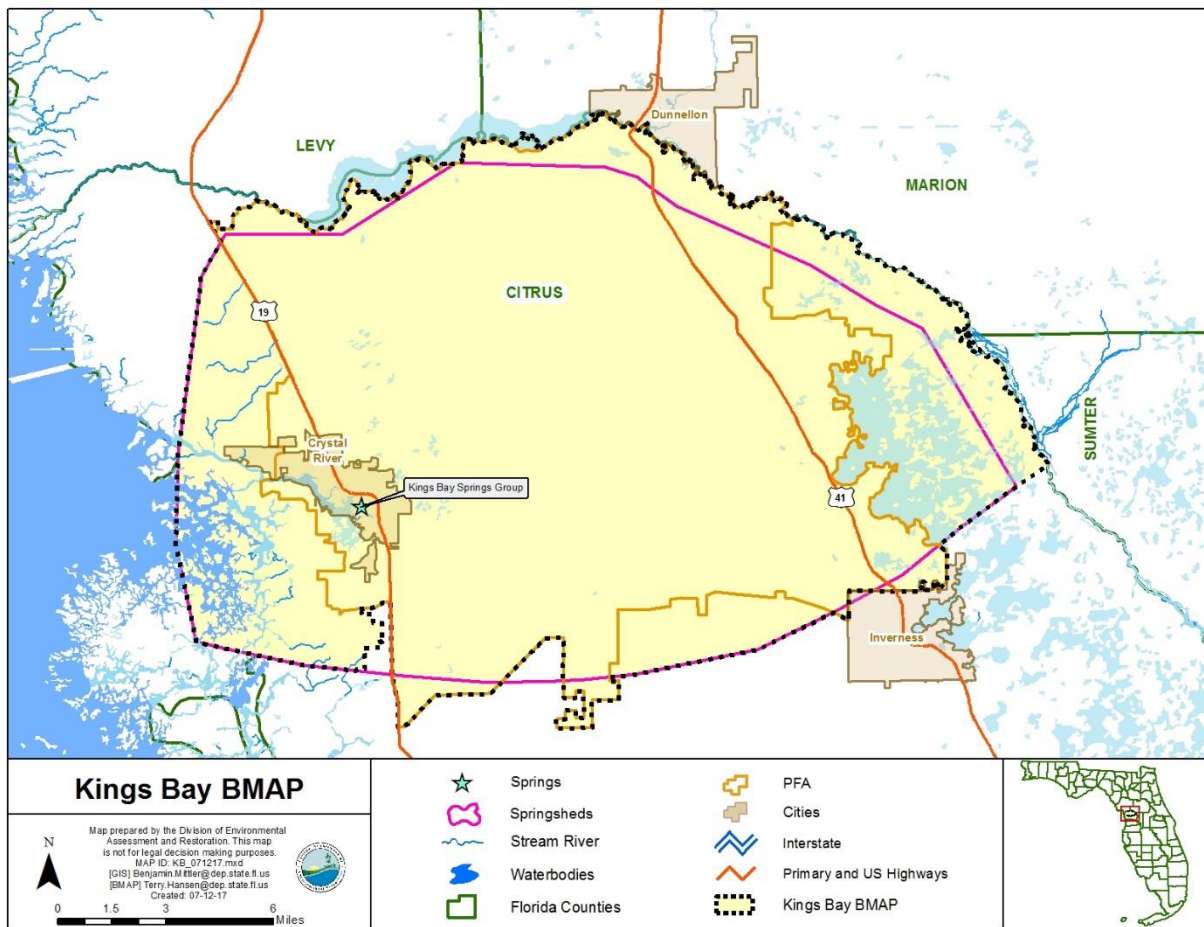 Dunnellon
LEVY
MARION
CITRUS
19
SUMTER
Crystal
River
Kings Bay Springs Group
41
Inverness
Kings Bay BMAP
Map prepared by the Division of Environmental
Assessment and Restoration. This map
is not for legal decision making purposes.
MAP ID: KB_071217.mxd
[GIS] Benjamin.Mittler@dep.state.fl.us
[BMAP] Terry.Hansen@dep.state.fl.us
Created: 07-12-17
N
0 1.5 3 6
Miles
Springs
Springsheds
Stream River
Waterbodies
Florida Counties
PFA
Cities
Interstate
Primary and US Highways
Kings Bay BMAP